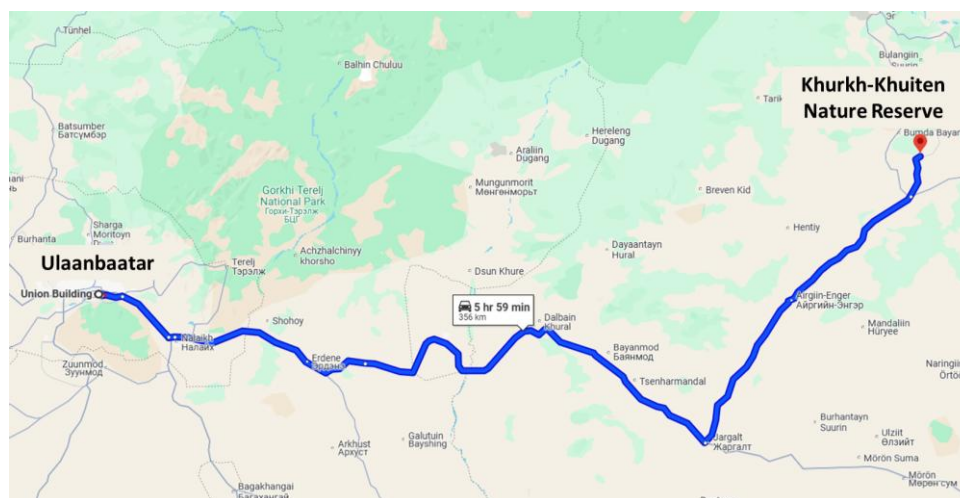 Tunhel
Balhin Chuluu
Bulangiin
Suurin
Khurkh-Khuiten
Nature Reserve
Tarik
Bumda Bayan
Batsumber
Батсүмбэр
Hereleng
Dugang
Araliin
Dugang
Mungunmorit
Мөнгөнморьт
Gorkhi Terelj
National Park
Горхи-Тэрэлж
БЦГ
Breven Kid
Sharga
Moritoyn
Burhanta
Hentiy
Dayaantayn
Hural
Achzhalchinyy
khorsho
Ulaanbaatar
Terelj
Тэрэлж
Dsun Khure
Union Building
5 hr 59 min
356 km
Airgiin-Enger
Айргийн-Энгэр
Dalbain
Khural
Shohoy
Mandaliin
Hüryee
Nalaikh
Налайх
Bayanmod
Баянмод
Zuunmod
Зуунмод
Erdene
Эрдэнэ
Naringiin
Örtöö
Tsenharmandal
Burhantayn
Suurin
Ulziit
Өлзийт
Jargalt
Жаргалт
Galutuin
Bayshing
Arkhust
Архуст
Mörön Suma
Mörön
Мөрөн сум
Bagakhangai
Багахангай